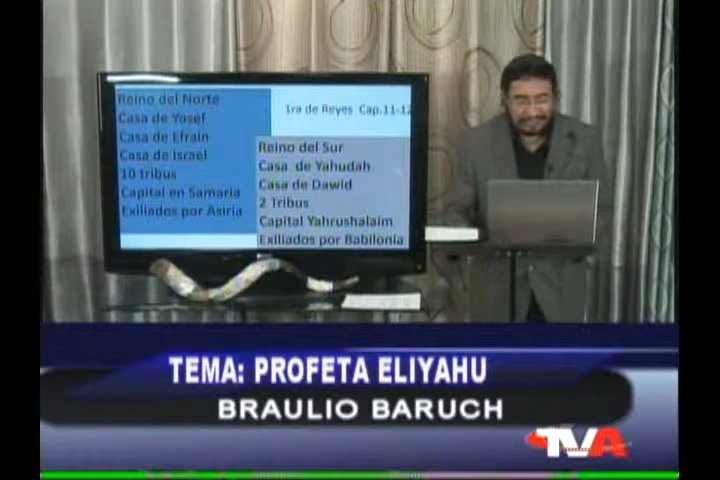 Reino del Norte
Casa de Yosef
Casa de Efrain
Casa de Israel
10 tribus
Capital en Samaria
Exiliados por Asiria
1ra de Reyes Cap.11-12
Reino del Sur
Casa de Yahudah
Casa de Dawid
2 Tribus
Capital Yahrushalaim
Exiliados por Babilonia
TEMA: PROFETA ELIYAHU
BRAULIO BARUCH
TVA